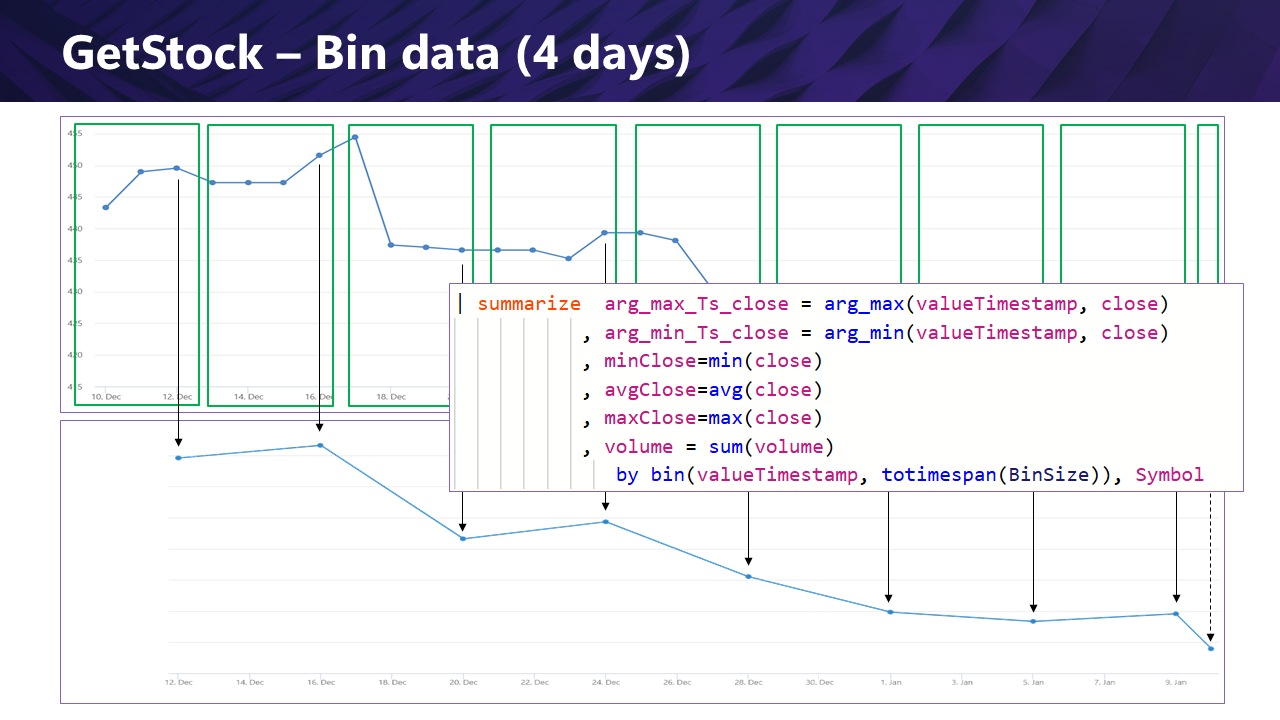 GetStock – Bin data (4 days)
455
450
445
440
435
430
425
420
415
10. Dec 12. Dec 14. Dec 16. Dec 18. Dec
| summarize arg_max_Ts_close = arg_max(valueTimestamp, close)
, arg_min_Ts_close = arg_min(valueTimestamp, close)
, minClose=min(close)
, avgClose=avg(close)
, maxClose=max(close)
, volume = sum(volume)
by bin(valueTimestamp, totimespan(BinSize)), Symbol
12. Dec 14. Dec 16. Dec 18. Dec 20. Dec 22. Dec 24. Dec 26. Dec 28. Dec 30. Dec 1. Jan 3. Jan 5. Jan 7. Jan 9. Jan